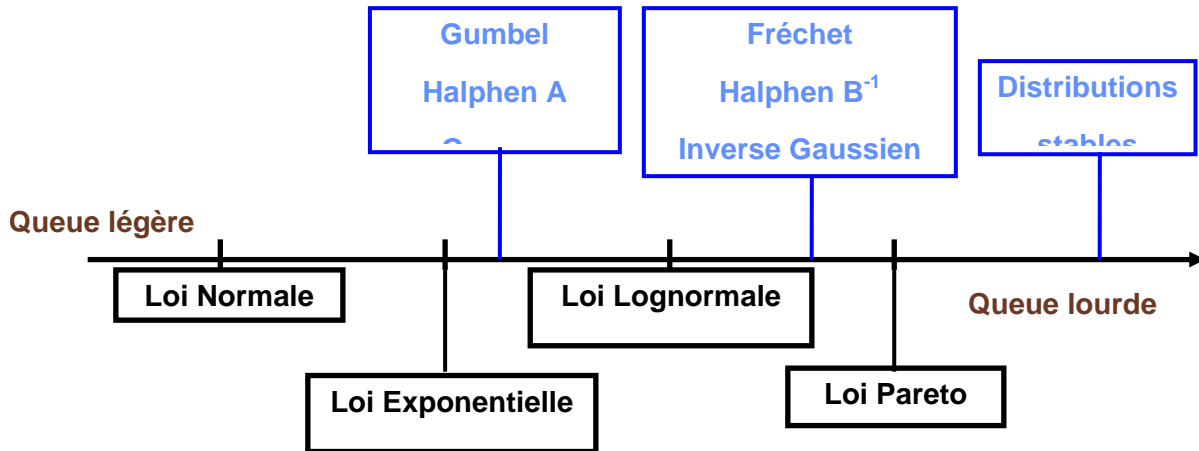 Gumbel
Halphen A
Fréchet
Halphen B⁻¹
Inverse Gaussien
Distributions
stables
Queue légère
Loi Normale
Loi Lognormale
Queue lourde
Loi Exponentielle
Loi Pareto